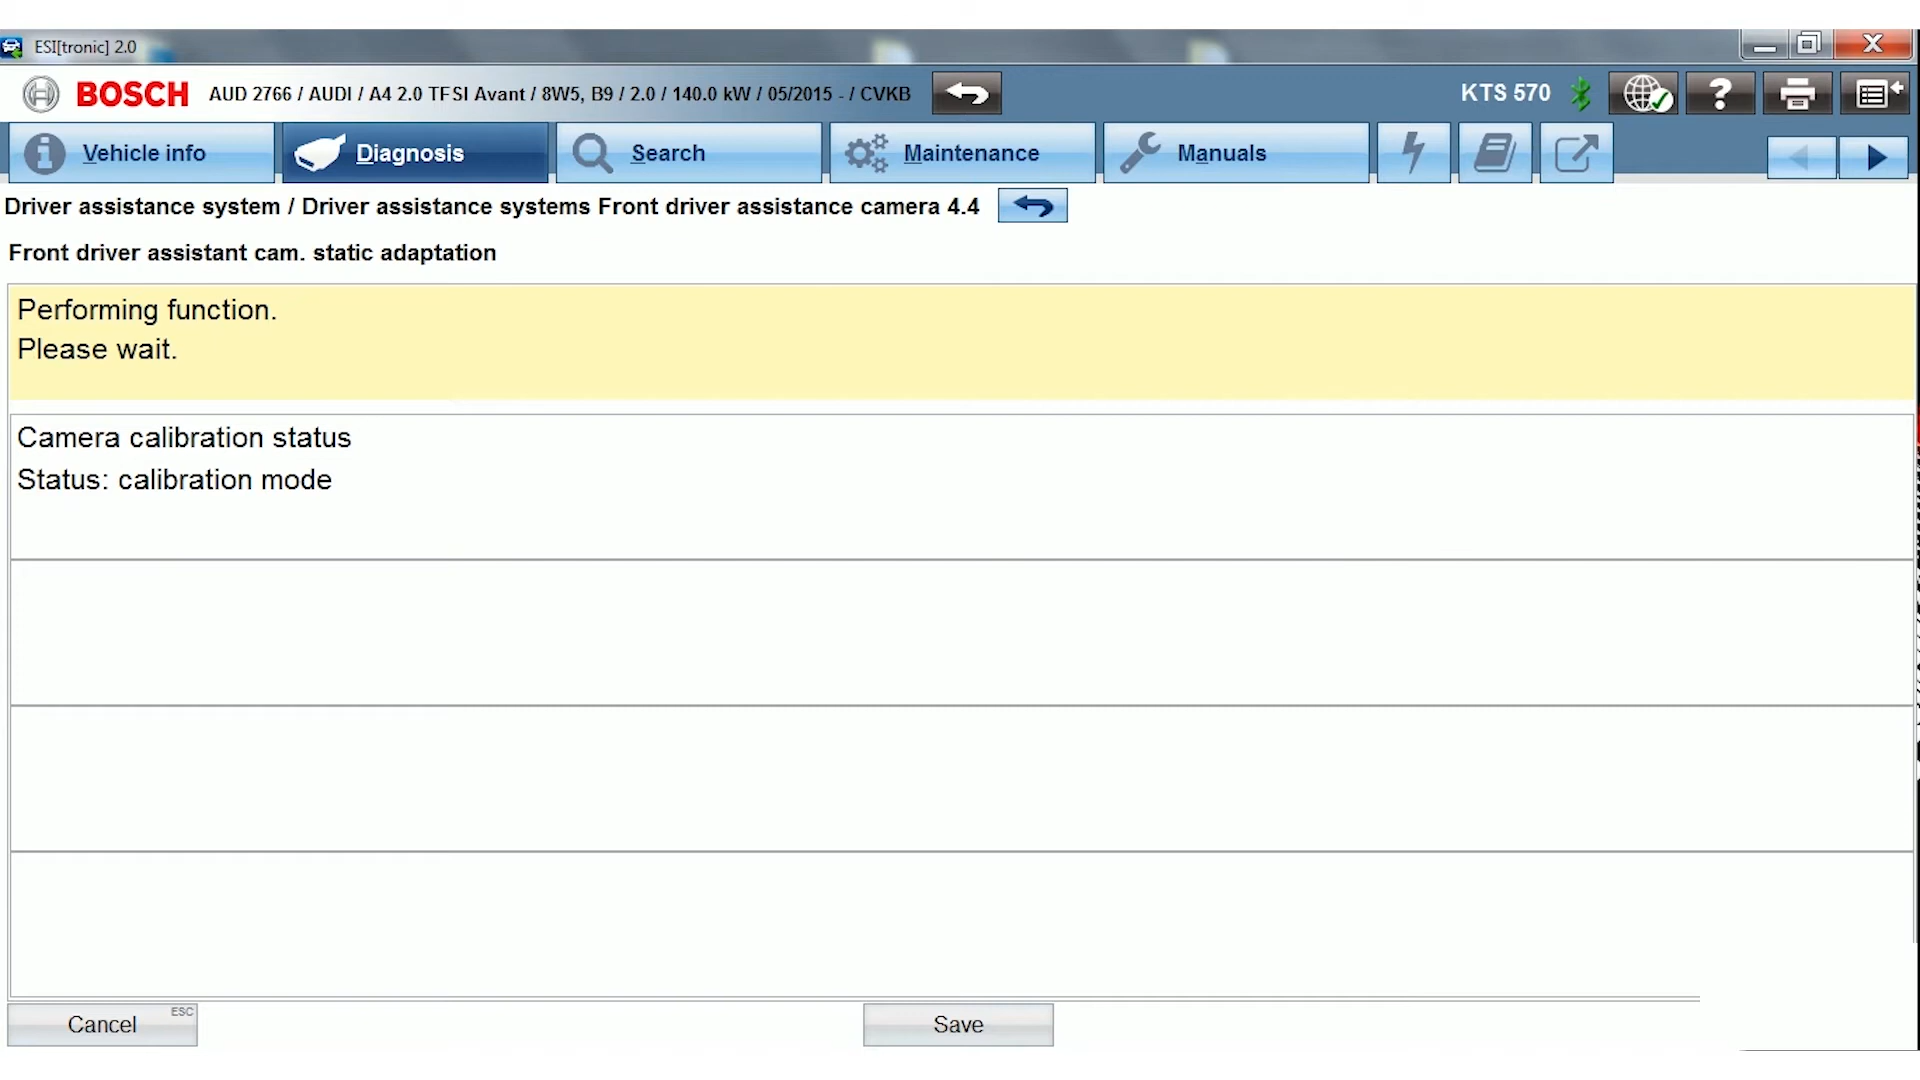 ESI[tronic] 2.0
BOSCH AUD 2766 / AUDI / A4 2.0 TFSI Avant / 8W5, B9 / 2.0 / 140.0 kW / 05/2015 - / CVKB KTS 570 ?
Vehicle info Diagnosis Search Maintenance Manuals
Driver assistance system / Driver assistance systems Front driver assistance camera 4.4
Front driver assistant cam. static adaptation
Performing function.
Please wait.
Camera calibration status
Status: calibration mode
Cancel ESC Save